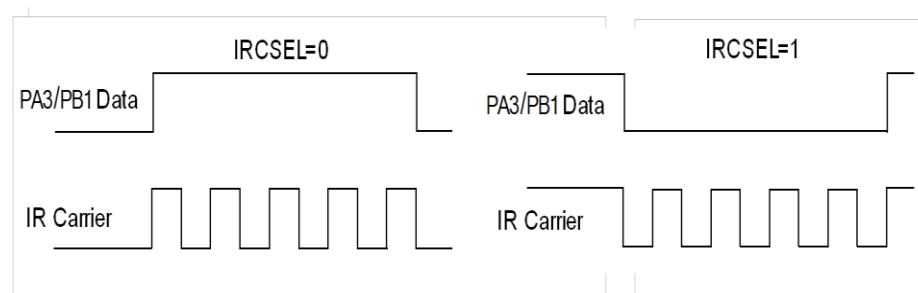 IRCSEL=0
PA3/PB1 Data
IR Carrier
IRCSEL=1
PA3/PB1 Data
IR Carrier